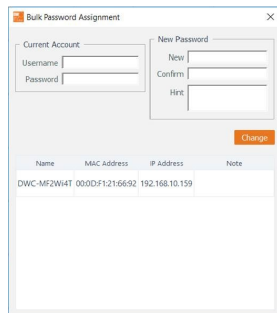 Bulk Password Assignment
Current Account
Username
Password
New Password
New
Confirm
Hint
Change
Name MAC Address IP Address Note
DWC-MF2Wi4T 00:0D:F1:21:66:92 192.168.10.159